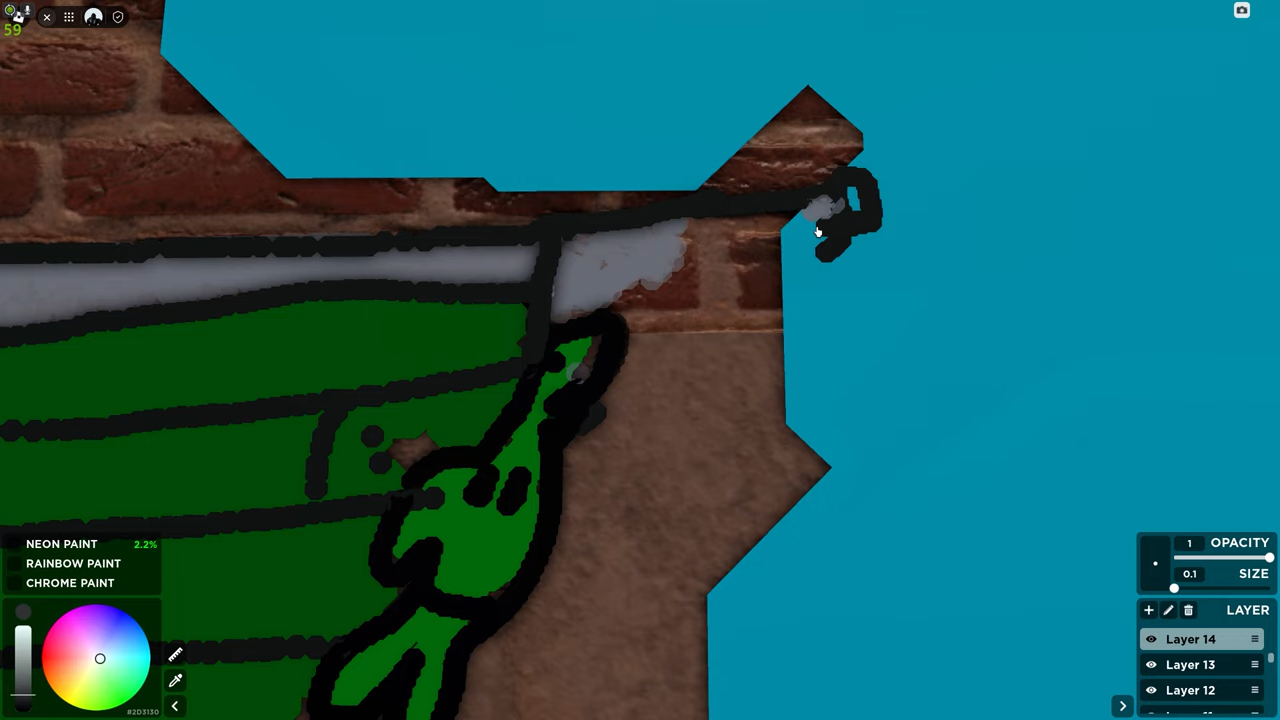 59
NEON PAINT 2.2%
RAINBOW PAINT
CHROME PAINT
#2D3130
1 OPACITY
0.1 SIZE
LAYER
Layer 14
Layer 13
Layer 12